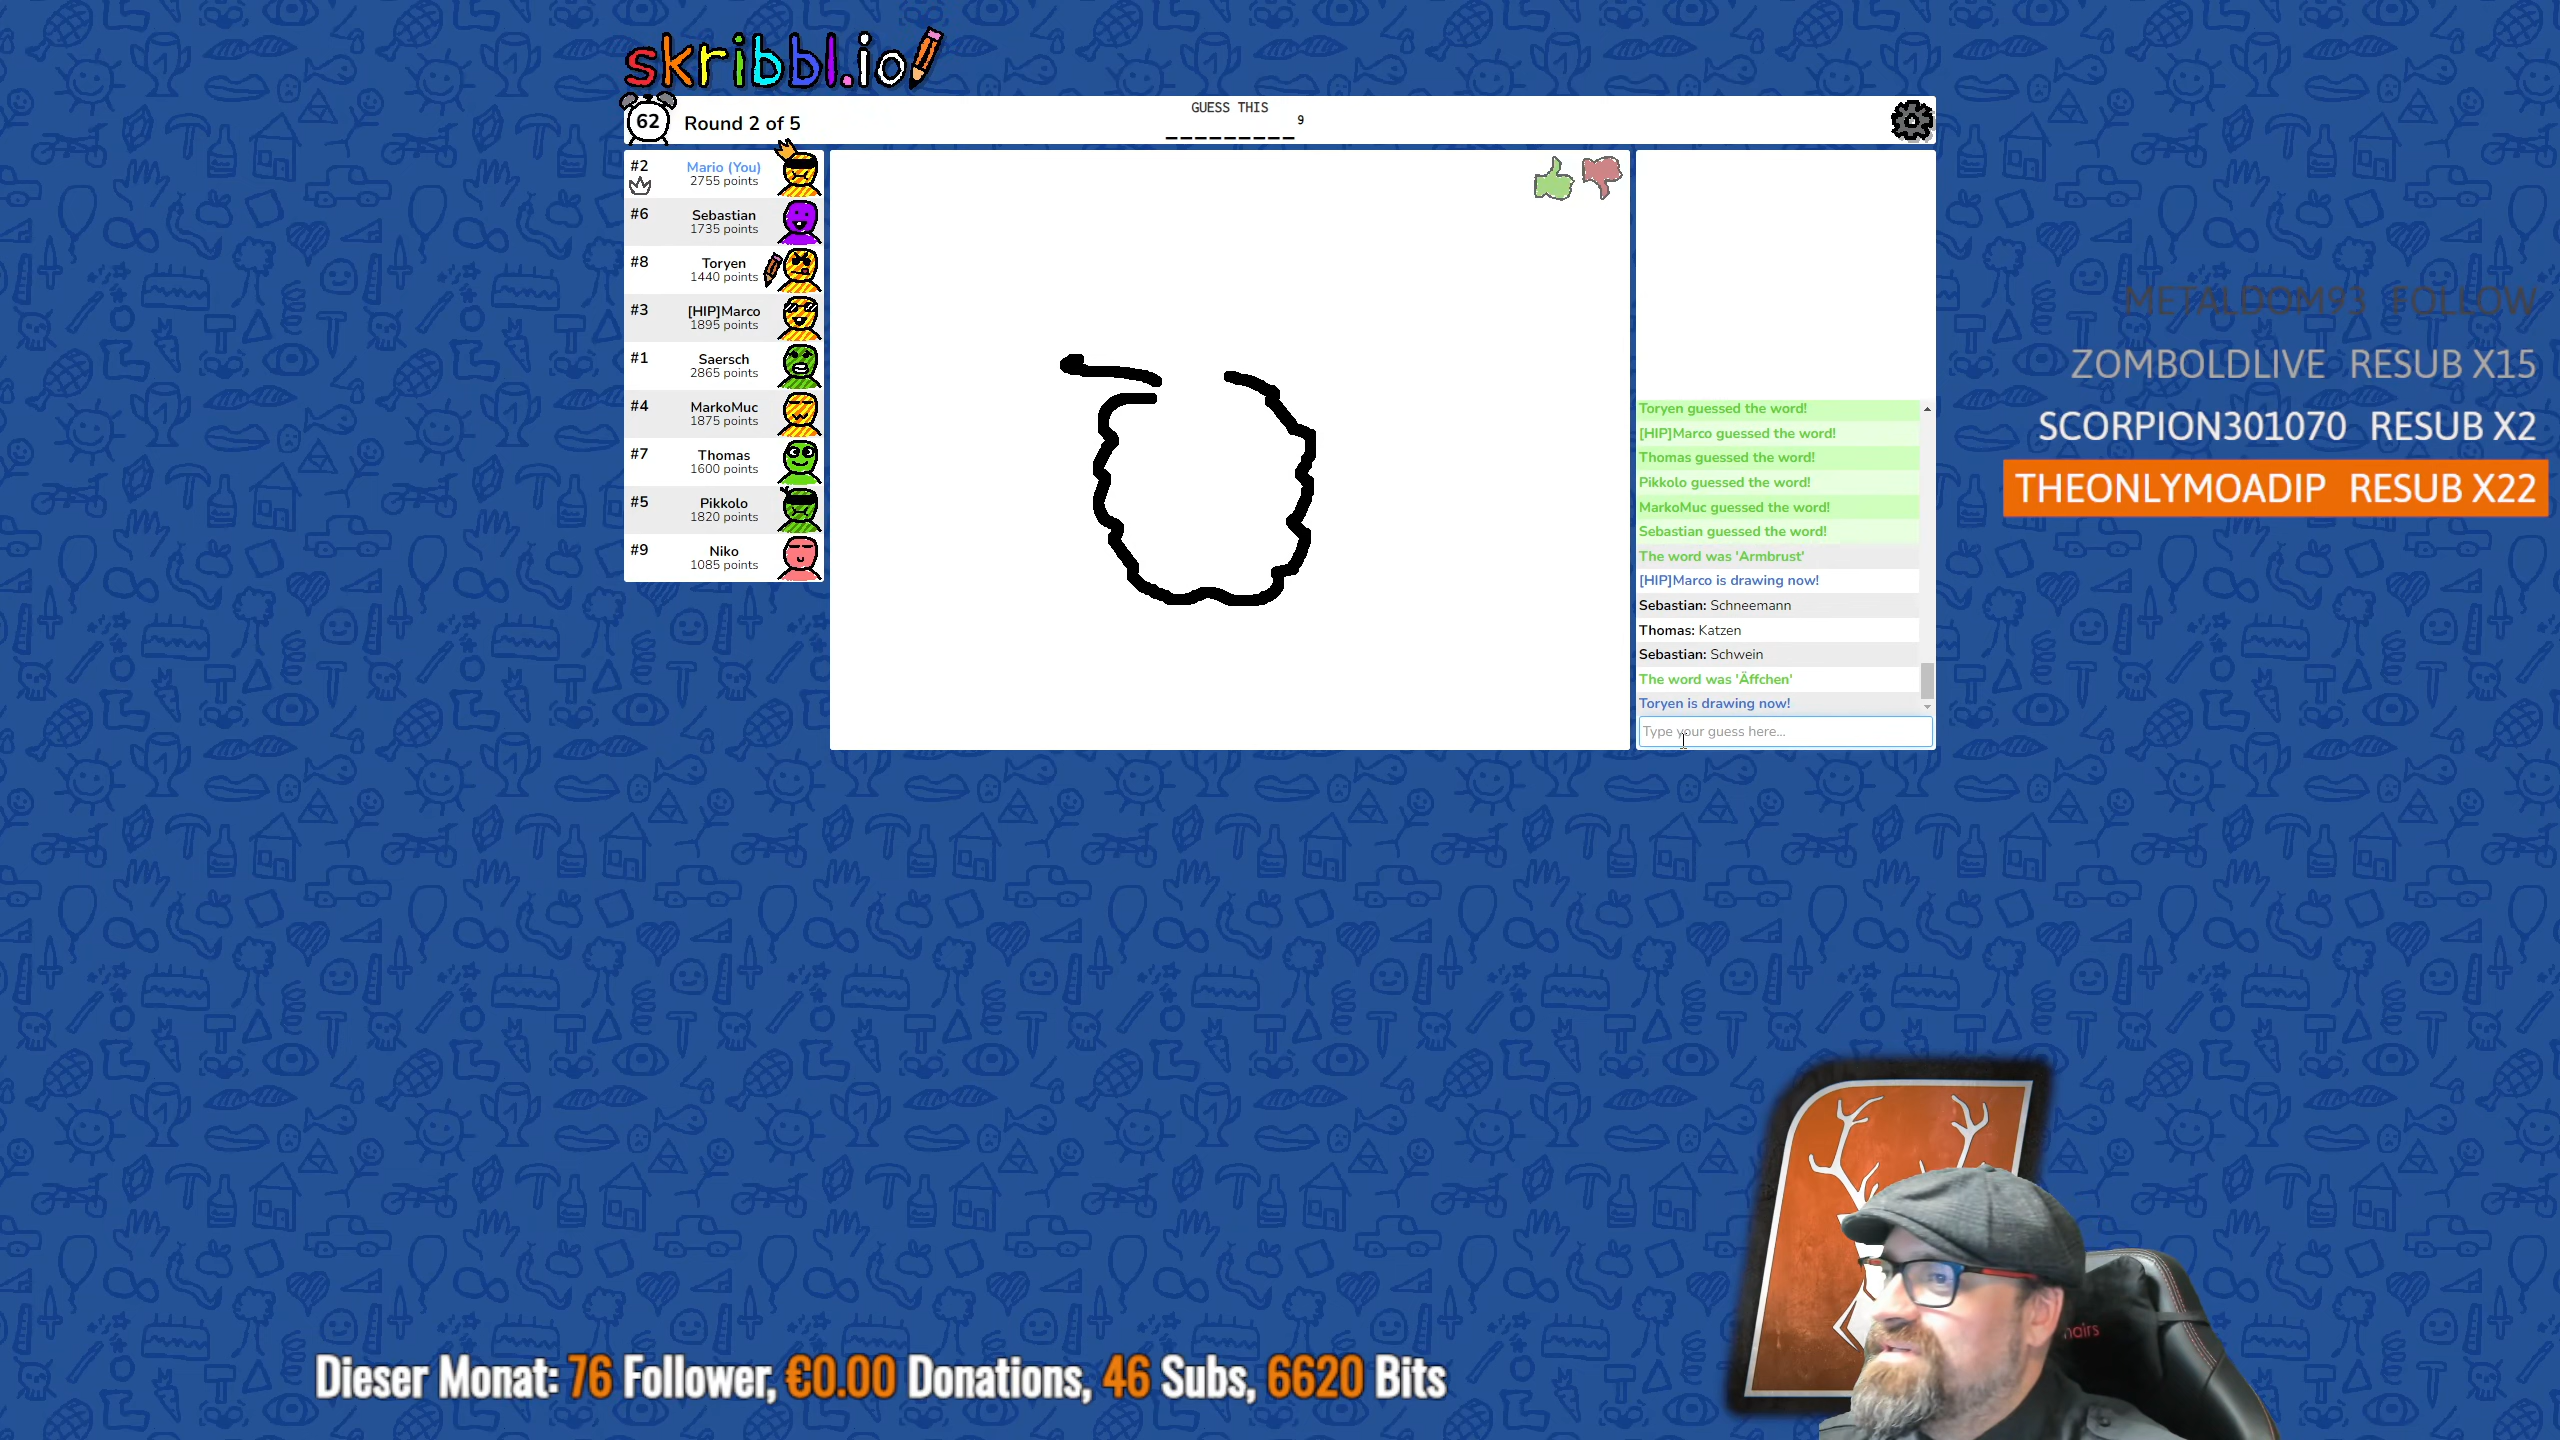 skribbl.io
62
Round 2 of 5
GUESS THIS
_________ 9
#2 Mario (You)
2755 points
#6 Sebastian
1735 points
#8 Toryen
1440 points
#3 [HIP]Marco
1895 points
#1 Saersch
2865 points
#4 MarkoMuc
1875 points
#7 Thomas
1600 points
#5 Pikkolo
1820 points
#9 Niko
1085 points
Toryen guessed the word!
[HIP]Marco guessed the word!
Thomas guessed the word!
Pikkolo guessed the word!
MarkoMuc guessed the word!
Sebastian guessed the word!
The word was 'Armbrust'
[HIP]Marco is drawing now!
Sebastian: Schneemann
Thomas: Katzen
Sebastian: Schwein
The word was 'Äffchen'
Toryen is drawing now!
Type your guess here...
METALDOM93 FOLLOW
ZOMBOLDLIVE RESUB X15
SCORPION301070 RESUB X2
THEONLYMOADIP RESUB X22
Dieser Monat: 76 Follower, €0.00 Donations, 46 Subs, 6620 Bits